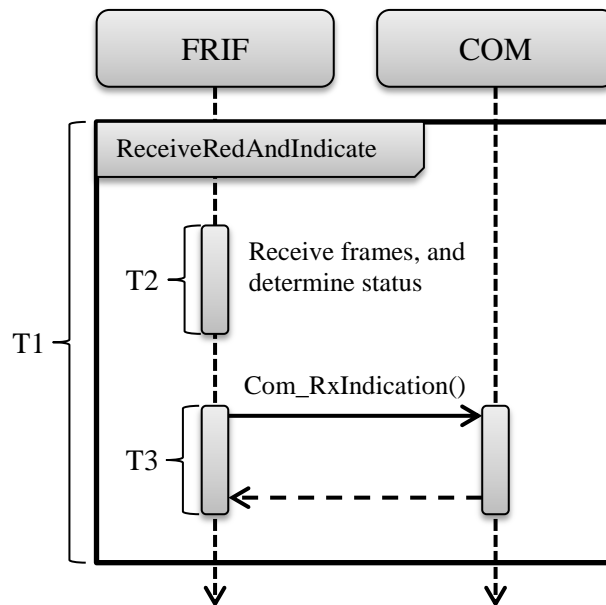 FRIF
COM
ReceiveRedAndIndicate
Receive frames, and
determine status
T2
T1
Com_RxIndication()
T3